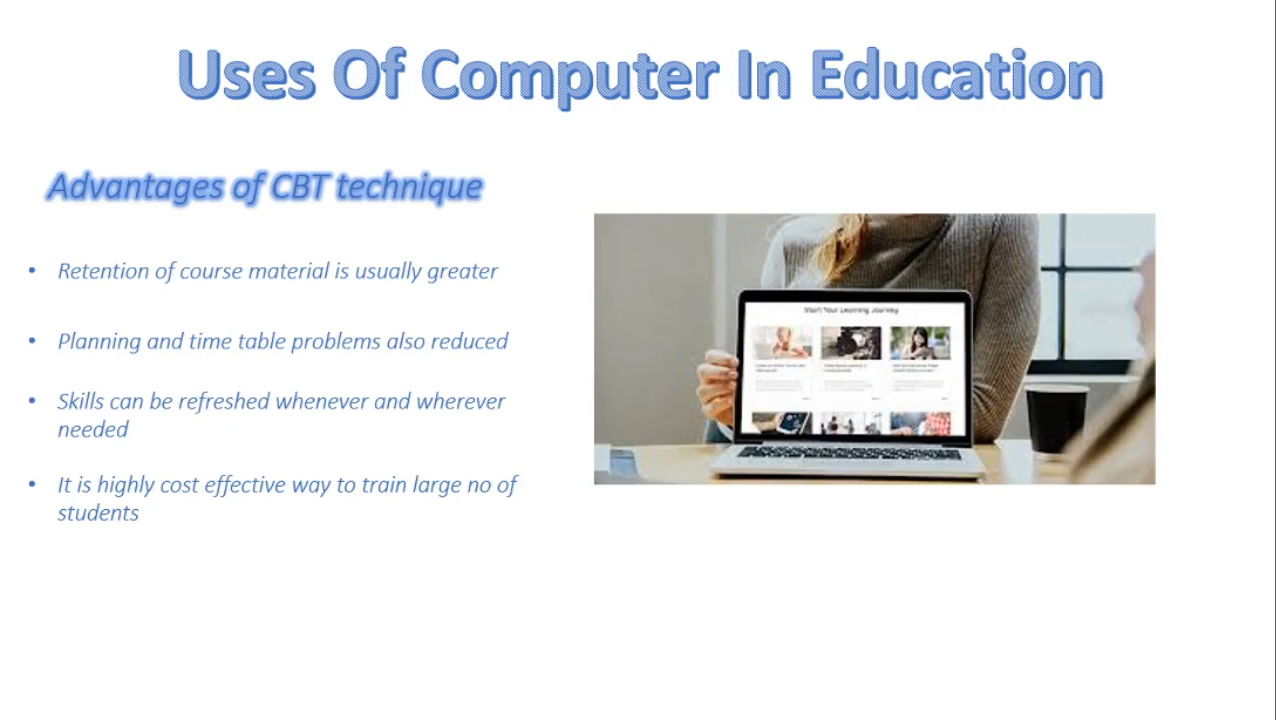 Uses Of Computer In Education
Advantages of CBT technique
• Retention of course material is usually greater
• Planning and time table problems also reduced
• Skills can be refreshed whenever and wherever
needed
• It is highly cost effective way to train large no of
students
Start Your Learning Journey